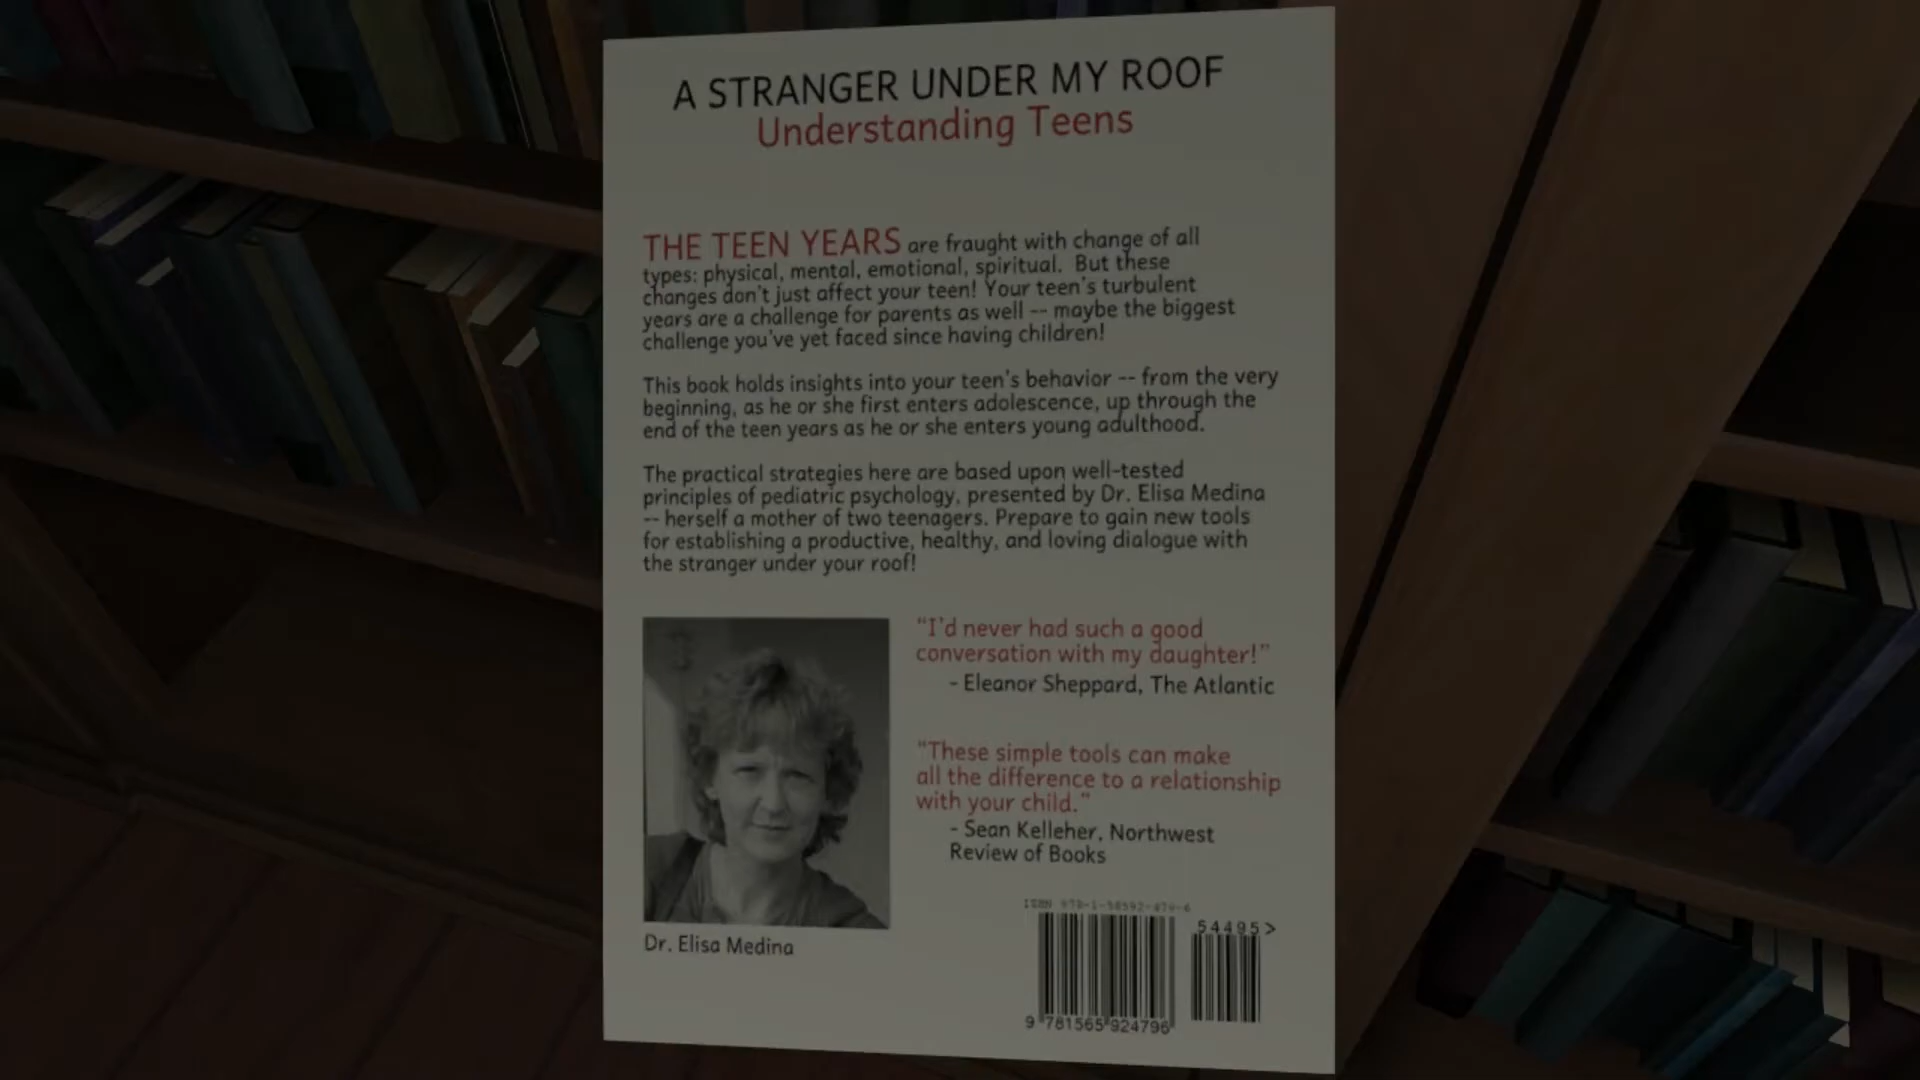 A STRANGER UNDER MY ROOF
Understanding Teens
THE TEEN YEARS are fraught with change of all
types: physical, mental, emotional, spiritual. But these
changes don't just affect your teen! Your teen's turbulent
years are a challenge for parents as well -- maybe the biggest
challenge you've yet faced since having children!
This book holds insights into your teen's behavior -- from the very
beginning, as he or she first enters adolescence, up through the
end of the teen years as he or she enters young adulthood.
The practical strategies here are based upon well-tested
principles of pediatric psychology, presented by Dr. Elisa Medina
-- herself a mother of two teenagers. Prepare to gain new tools
for establishing a productive, healthy, and loving dialogue with
the stranger under your roof!
"I'd never had such a good
conversation with my daughter!"
- Eleanor Sheppard, The Atlantic
"These simple tools can make
all the difference to a relationship
with your child."
- Sean Kelleher, Northwest
Review of Books
Dr. Elisa Medina
ISBN
54495>
9 781565 924796